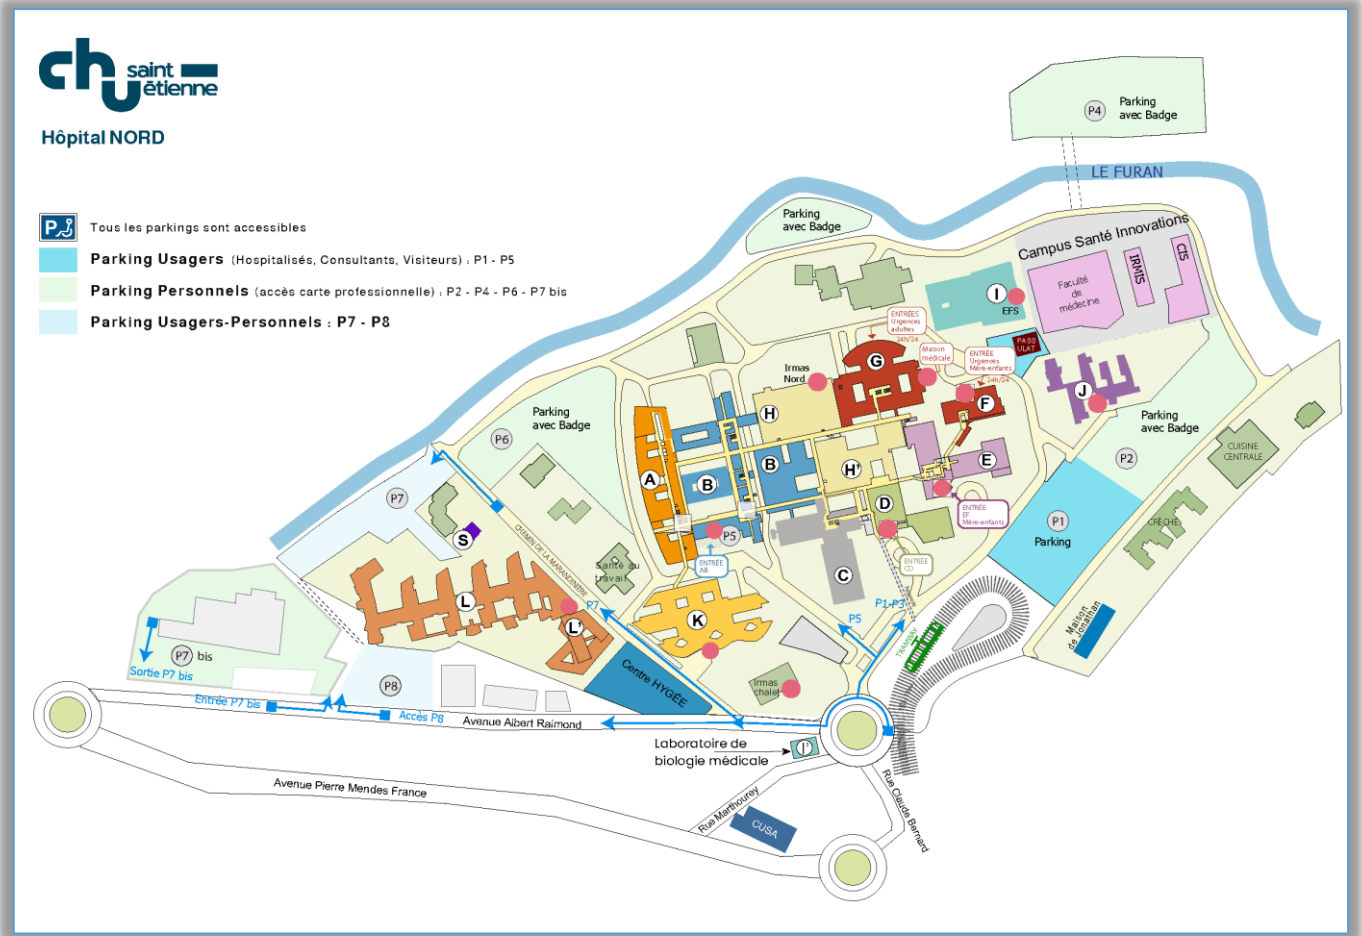 chu saint étienne
Hôpital NORD
P Tous les parkings sont accessibles
Parking Usagers (Hospitalisés, Consultants, Visiteurs) : P1 - P5
Parking Personnels (accès carte professionnelle) : P2 - P4 - P6 - P7 bis
Parking Usagers-Personnels : P7 - P8
P4
Parking
avec Badge
LE FURAN
Parking
avec Badge
Campus Santé Innovations
Faculté
de
médecine
IRMIS
CIS
I
EFS
PASS
ULAT
ENTRÉES
Urgences
adultes
24h/24
Maison
médicale
ENTRÉE
Urgences
Mère-enfants
24h/24
G
F
J
Irmas
Nord
H
H'
A
B
B
E
D
C
Parking
avec Badge
P6
Parking
avec Badge
P2
CUISINE
CENTRALE
CRÈCHE
P1
Parking
Maison
de Jonathan
ENTRÉE
EF
Mère-enfants
ENTRÉE
CD
P5
ENTRÉE
AB
P7
S
CHEMIN DE LA MARANDINIÈRE
Santé au
travail
L
L'
P7
K
P5
P1-P3
TRAMWAY
Irmas
chalet
Centre HYGÉE
P7 bis
Sortie P7 bis
Entrée P7 bis
P8
Accès P8
Avenue Albert Raimond
Laboratoire de
biologie médicale
I'
Avenue Pierre Mendes France
Rue Marthourey
CUSA
Rue Claude Bernard